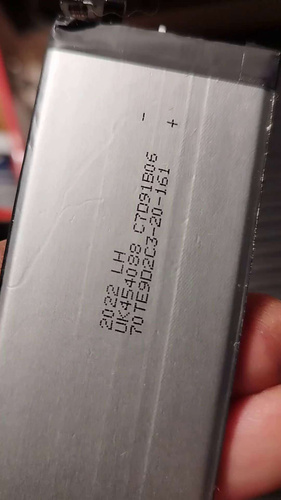 - +
2022 LH
UK454088 C7D91B06
70TE9D2C3-20-161